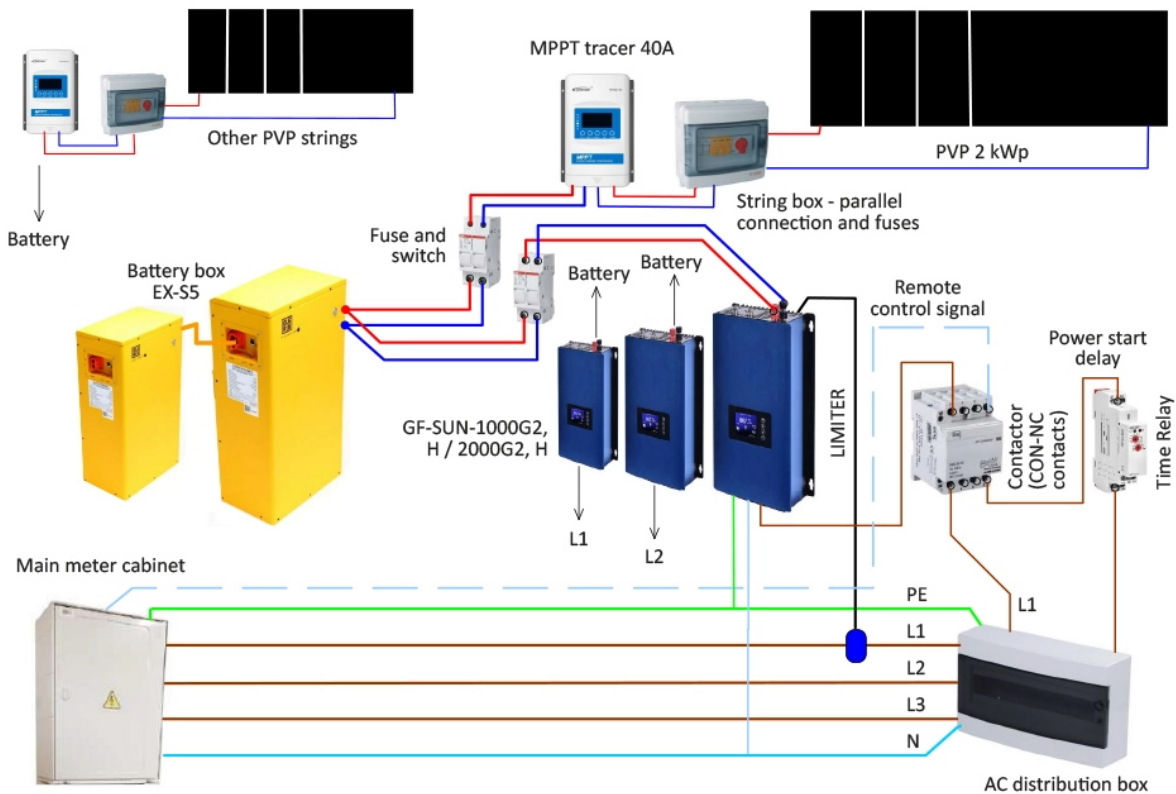 MPPT tracer 40A
Other PVP strings
PVP 2 kWp
MPPT
MPPT
String box - parallel
connection and fuses
Battery
Fuse and
switch
Battery box
EX-S5
Battery
Battery
Remote
control signal
Power start
delay
LIMITER
GF-SUN-1000G2,
H / 2000G2, H
Contactor
(CON-NC
contacts)
Time Relay
L1
L2
Main meter cabinet
PE
L1
L1
L2
L3
N
AC distribution box